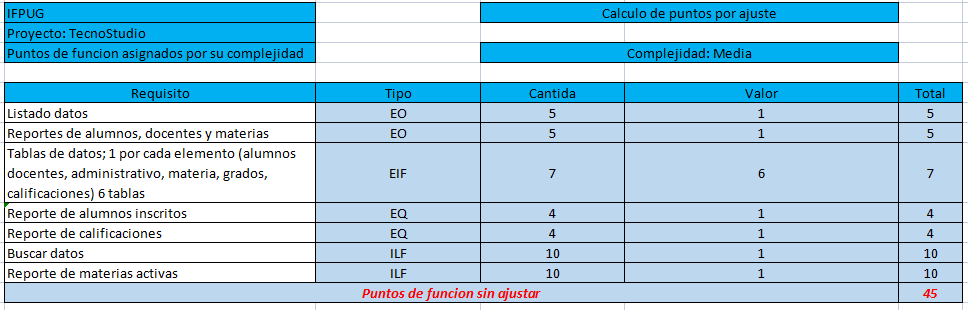 IFPUG
Calculo de puntos por ajuste
Proyecto: TecnoStudio
Puntos de funcion asignados por su complejidad
Complejidad: Media
Requisito Tipo Cantida Valor Total
Listado datos EO 5 1 5
Reportes de alumnos, docentes y materias EO 5 1 5
Tablas de datos; 1 por cada elemento (alumnos
docentes, administrativo, materia, grados,
calificaciones) 6 tablas
EIF 7 6 7
Reporte de alumnos inscritos EQ 4 1 4
Reporte de calificaciones EQ 4 1 4
Buscar datos ILF 10 1 10
Reporte de materias activas ILF 10 1 10
Puntos de funcion sin ajustar 45